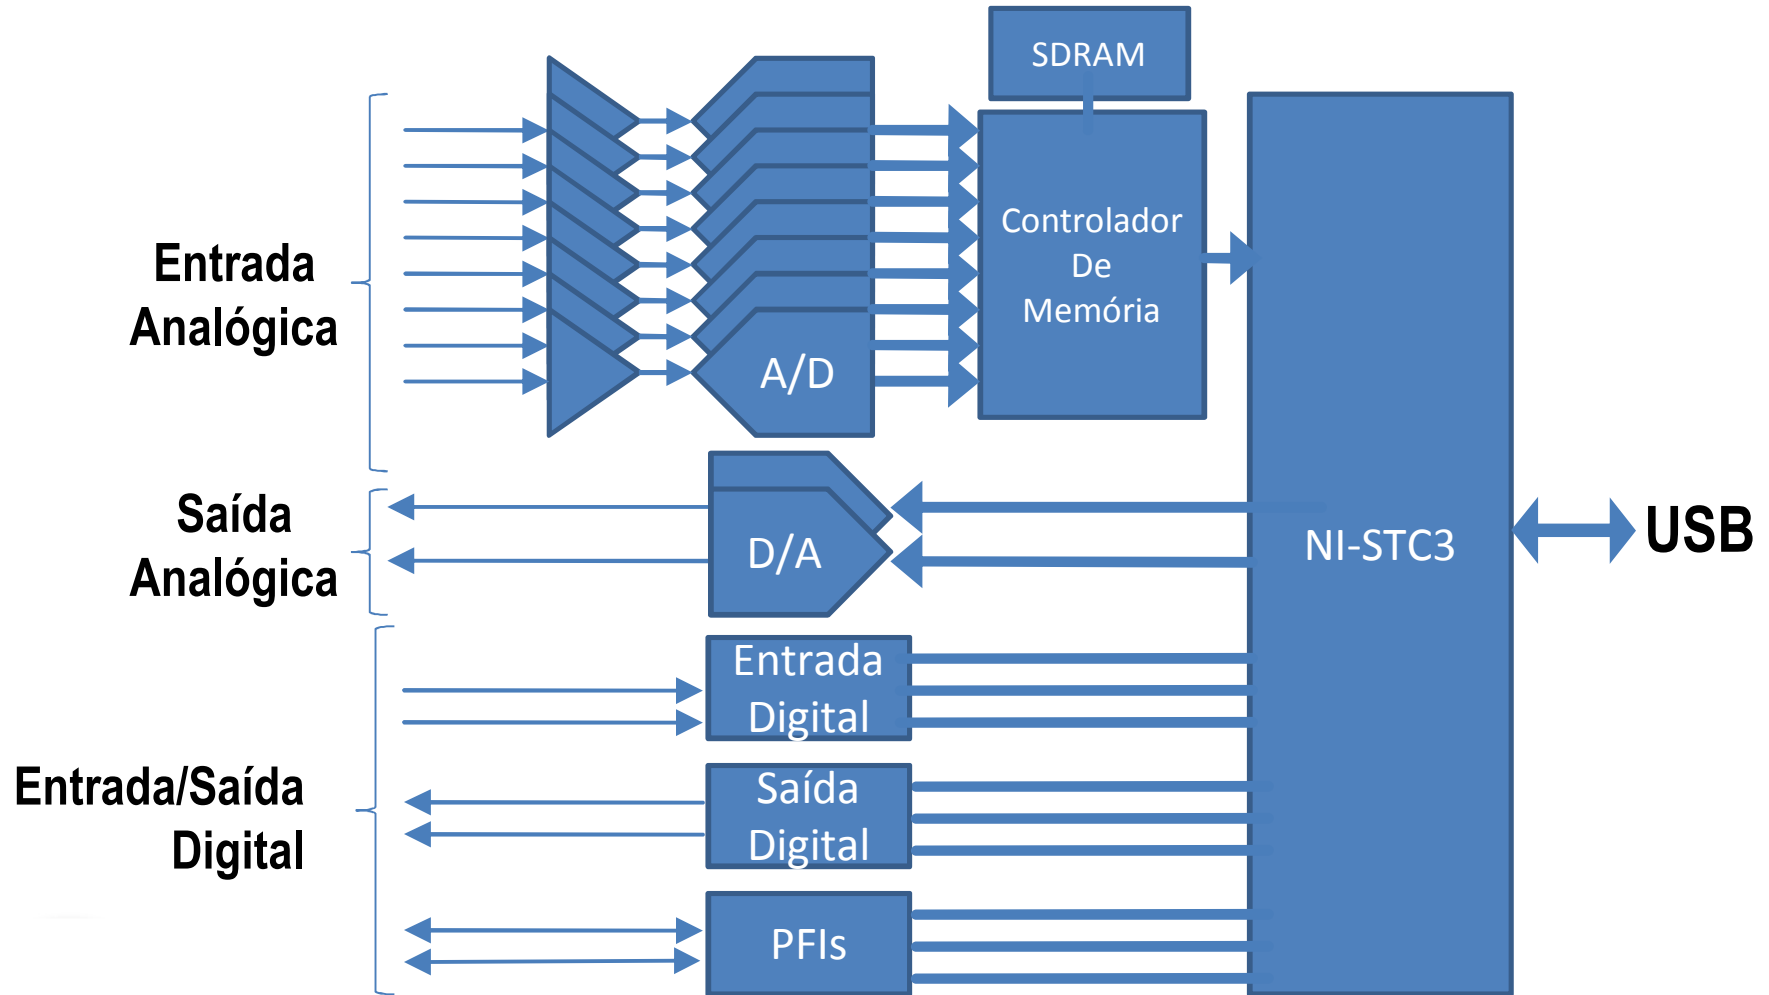 SDRAM
Controlador
De
Memória
Entrada
Analógica
A/D
Saída
Analógica
D/A
NI-STC3
USB
Entrada
Digital
Entrada/Saída
Digital
Saída
Digital
PFIs